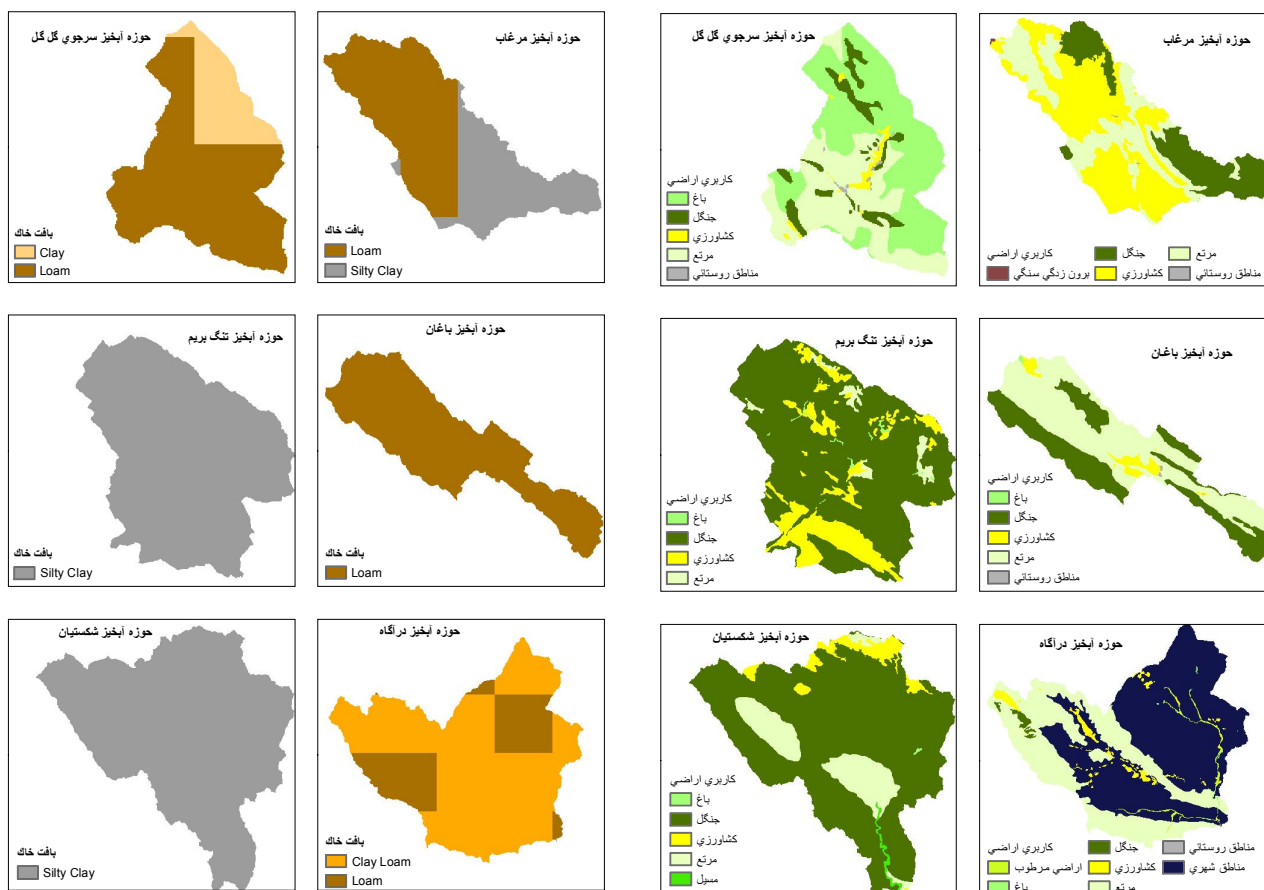 حوزه آبخيز سرجوي گل گل
بافت خاك
Clay
Loam
حوزه آبخيز مرغاب
بافت خاك
Loam
Silty Clay
حوزه آبخيز سرجوي گل گل
كاربري اراضي
باغ
جنگل
كشاورزي
مرتع
مناطق روستائي
حوزه آبخيز مرغاب
كاربري اراضي
جنگل
مرتع
برون زدگي سنگي
كشاورزي
مناطق روستائي
حوزه آبخيز تنگ بريم
بافت خاك
Silty Clay
حوزه آبخيز باغان
بافت خاك
Loam
حوزه آبخيز تنگ بريم
كاربري اراضي
باغ
جنگل
كشاورزي
مرتع
حوزه آبخيز باغان
كاربري اراضي
باغ
جنگل
كشاورزي
مرتع
مناطق روستائي
حوزه آبخيز شكستيان
بافت خاك
Silty Clay
حوزه آبخيز درآگاه
بافت خاك
Clay Loam
Loam
حوزه آبخيز شكستيان
كاربري اراضي
باغ
جنگل
كشاورزي
مرتع
مسيل
حوزه آبخيز درآگاه
كاربري اراضي
جنگل
مناطق روستائي
اراضي مرطوب
كشاورزي
مناطق شهري
باغ
مرتع